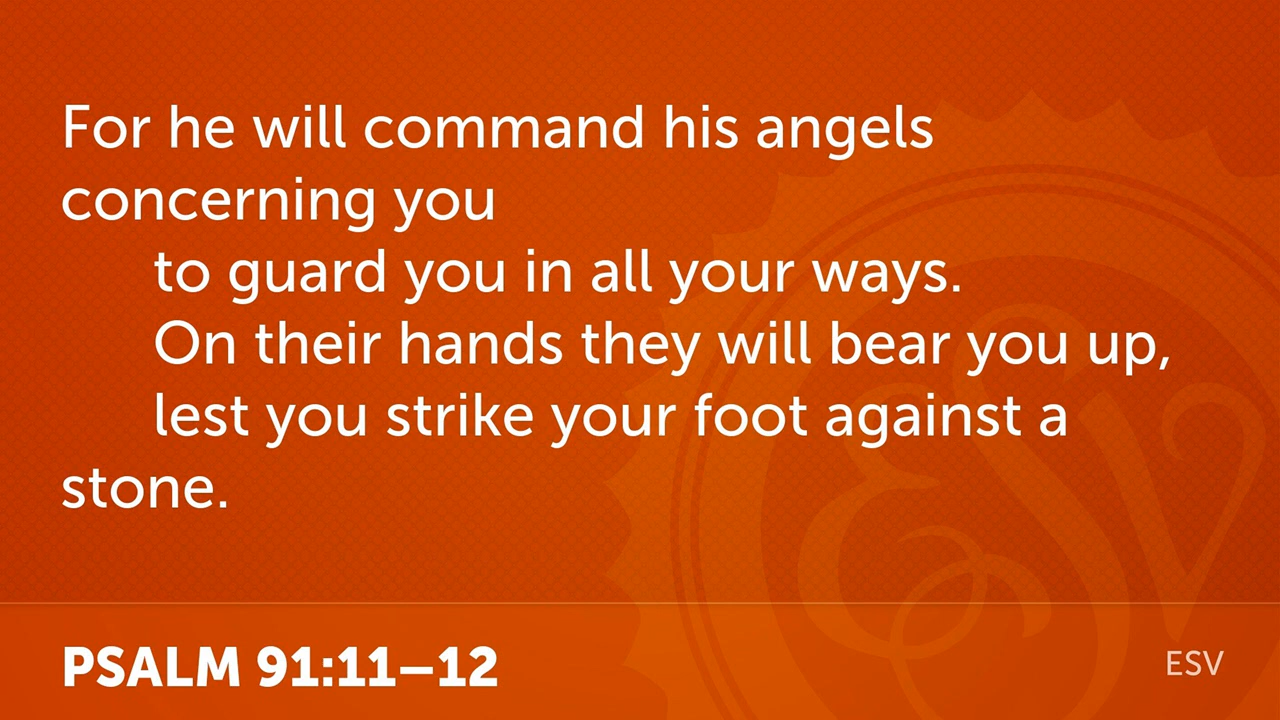 For he will command his angels
concerning you
to guard you in all your ways.
On their hands they will bear you up,
lest you strike your foot against a
stone.
PSALM 91:11–12
ESV
ESV